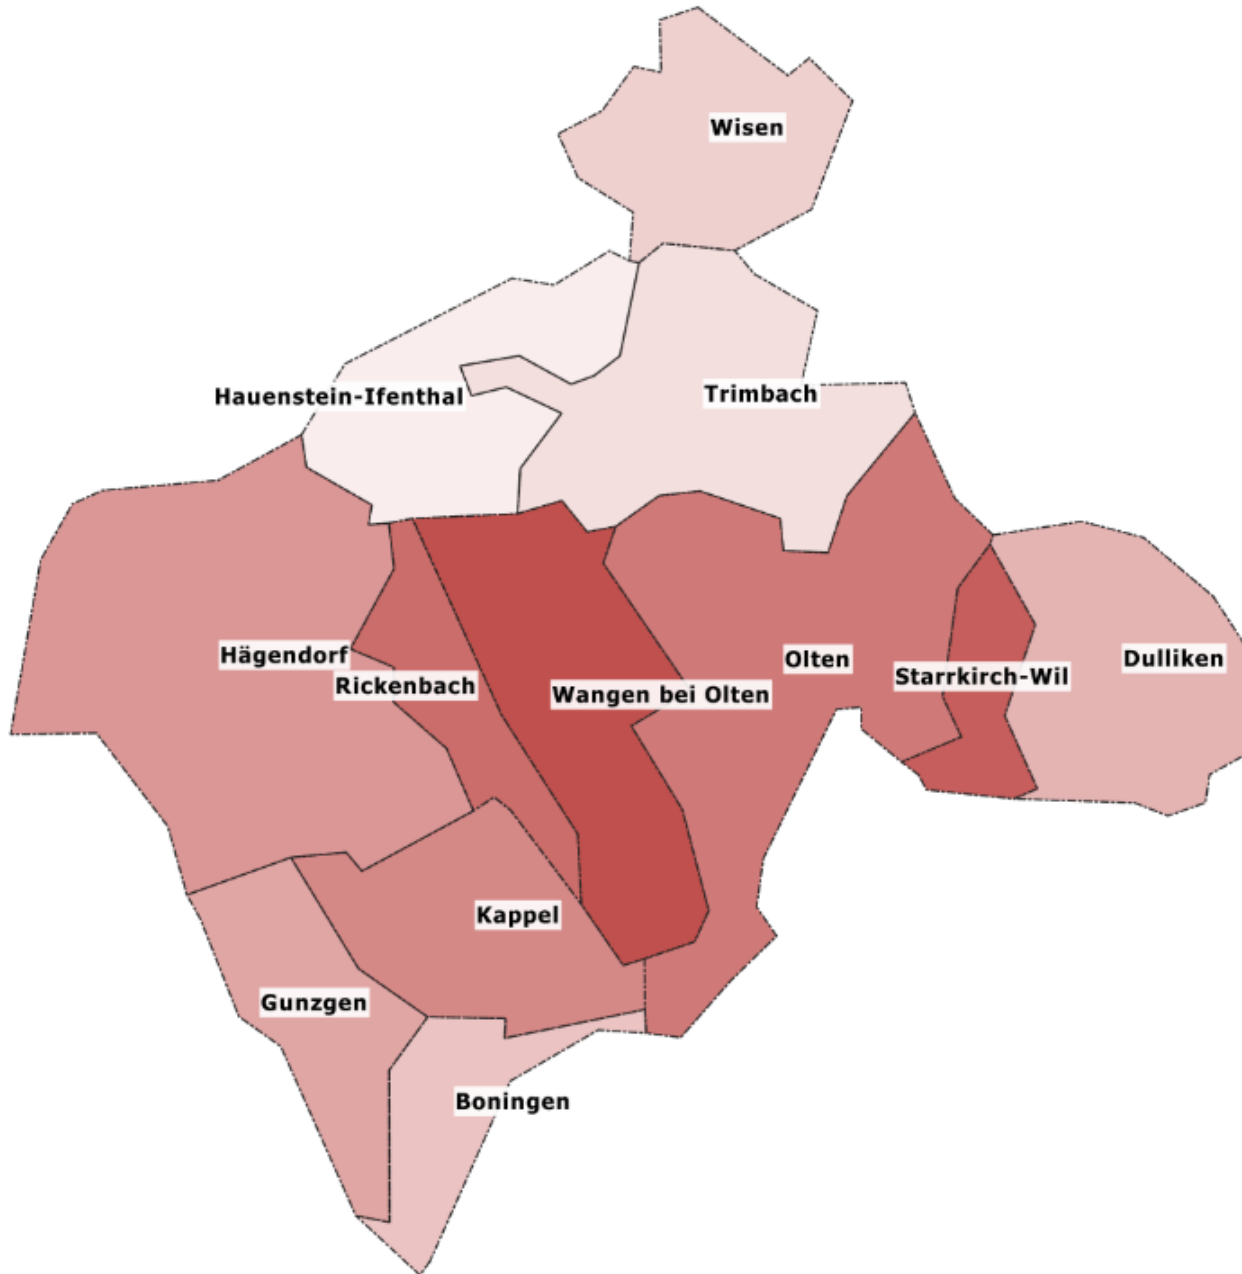 Wisen
Hauenstein-Ifenthal
Trimbach
Hägendorf
Rickenbach
Wangen bei Olten
Olten
Starrkirch-Wil
Dulliken
Kappel
Gunzgen
Boningen